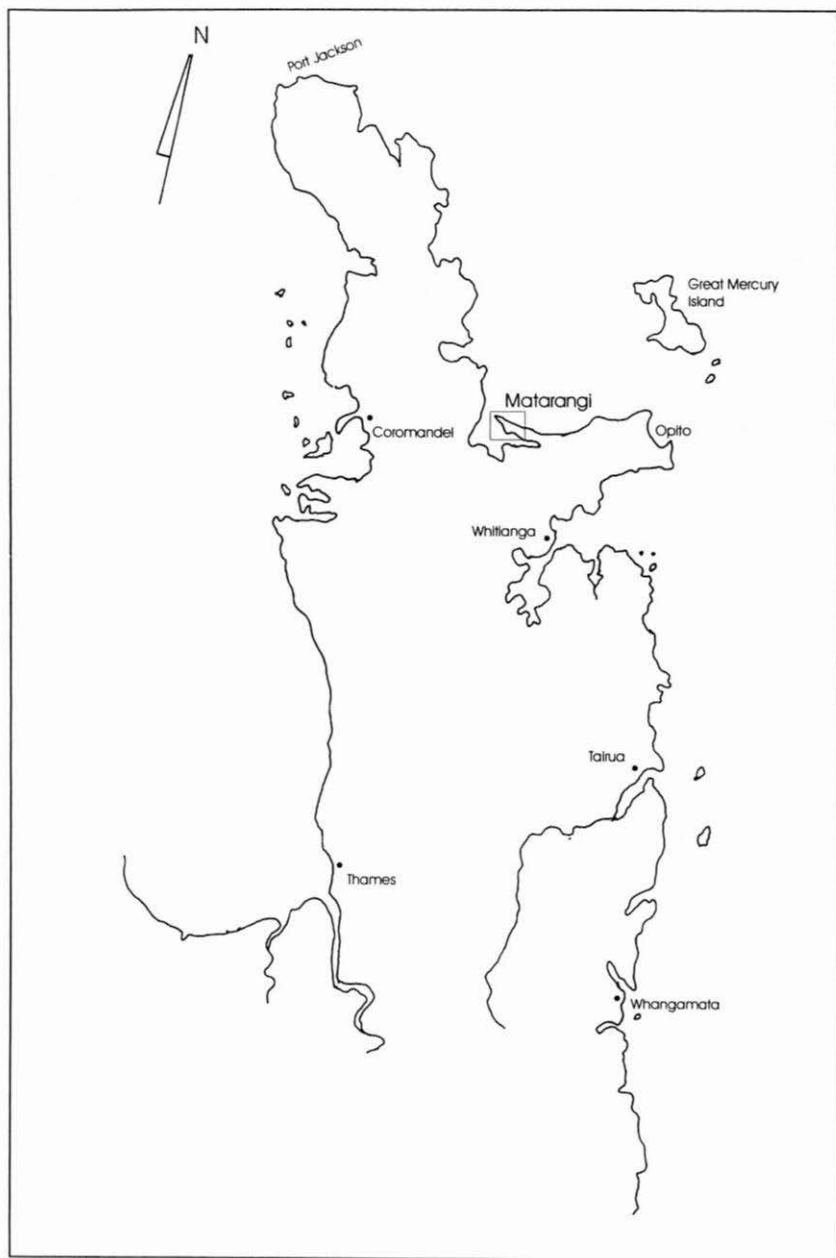 N
Port Jackson
Great Mercury
Island
Matarangi
Coromandel
Opito
Whitianga
Tairua
Thames
Whangamata